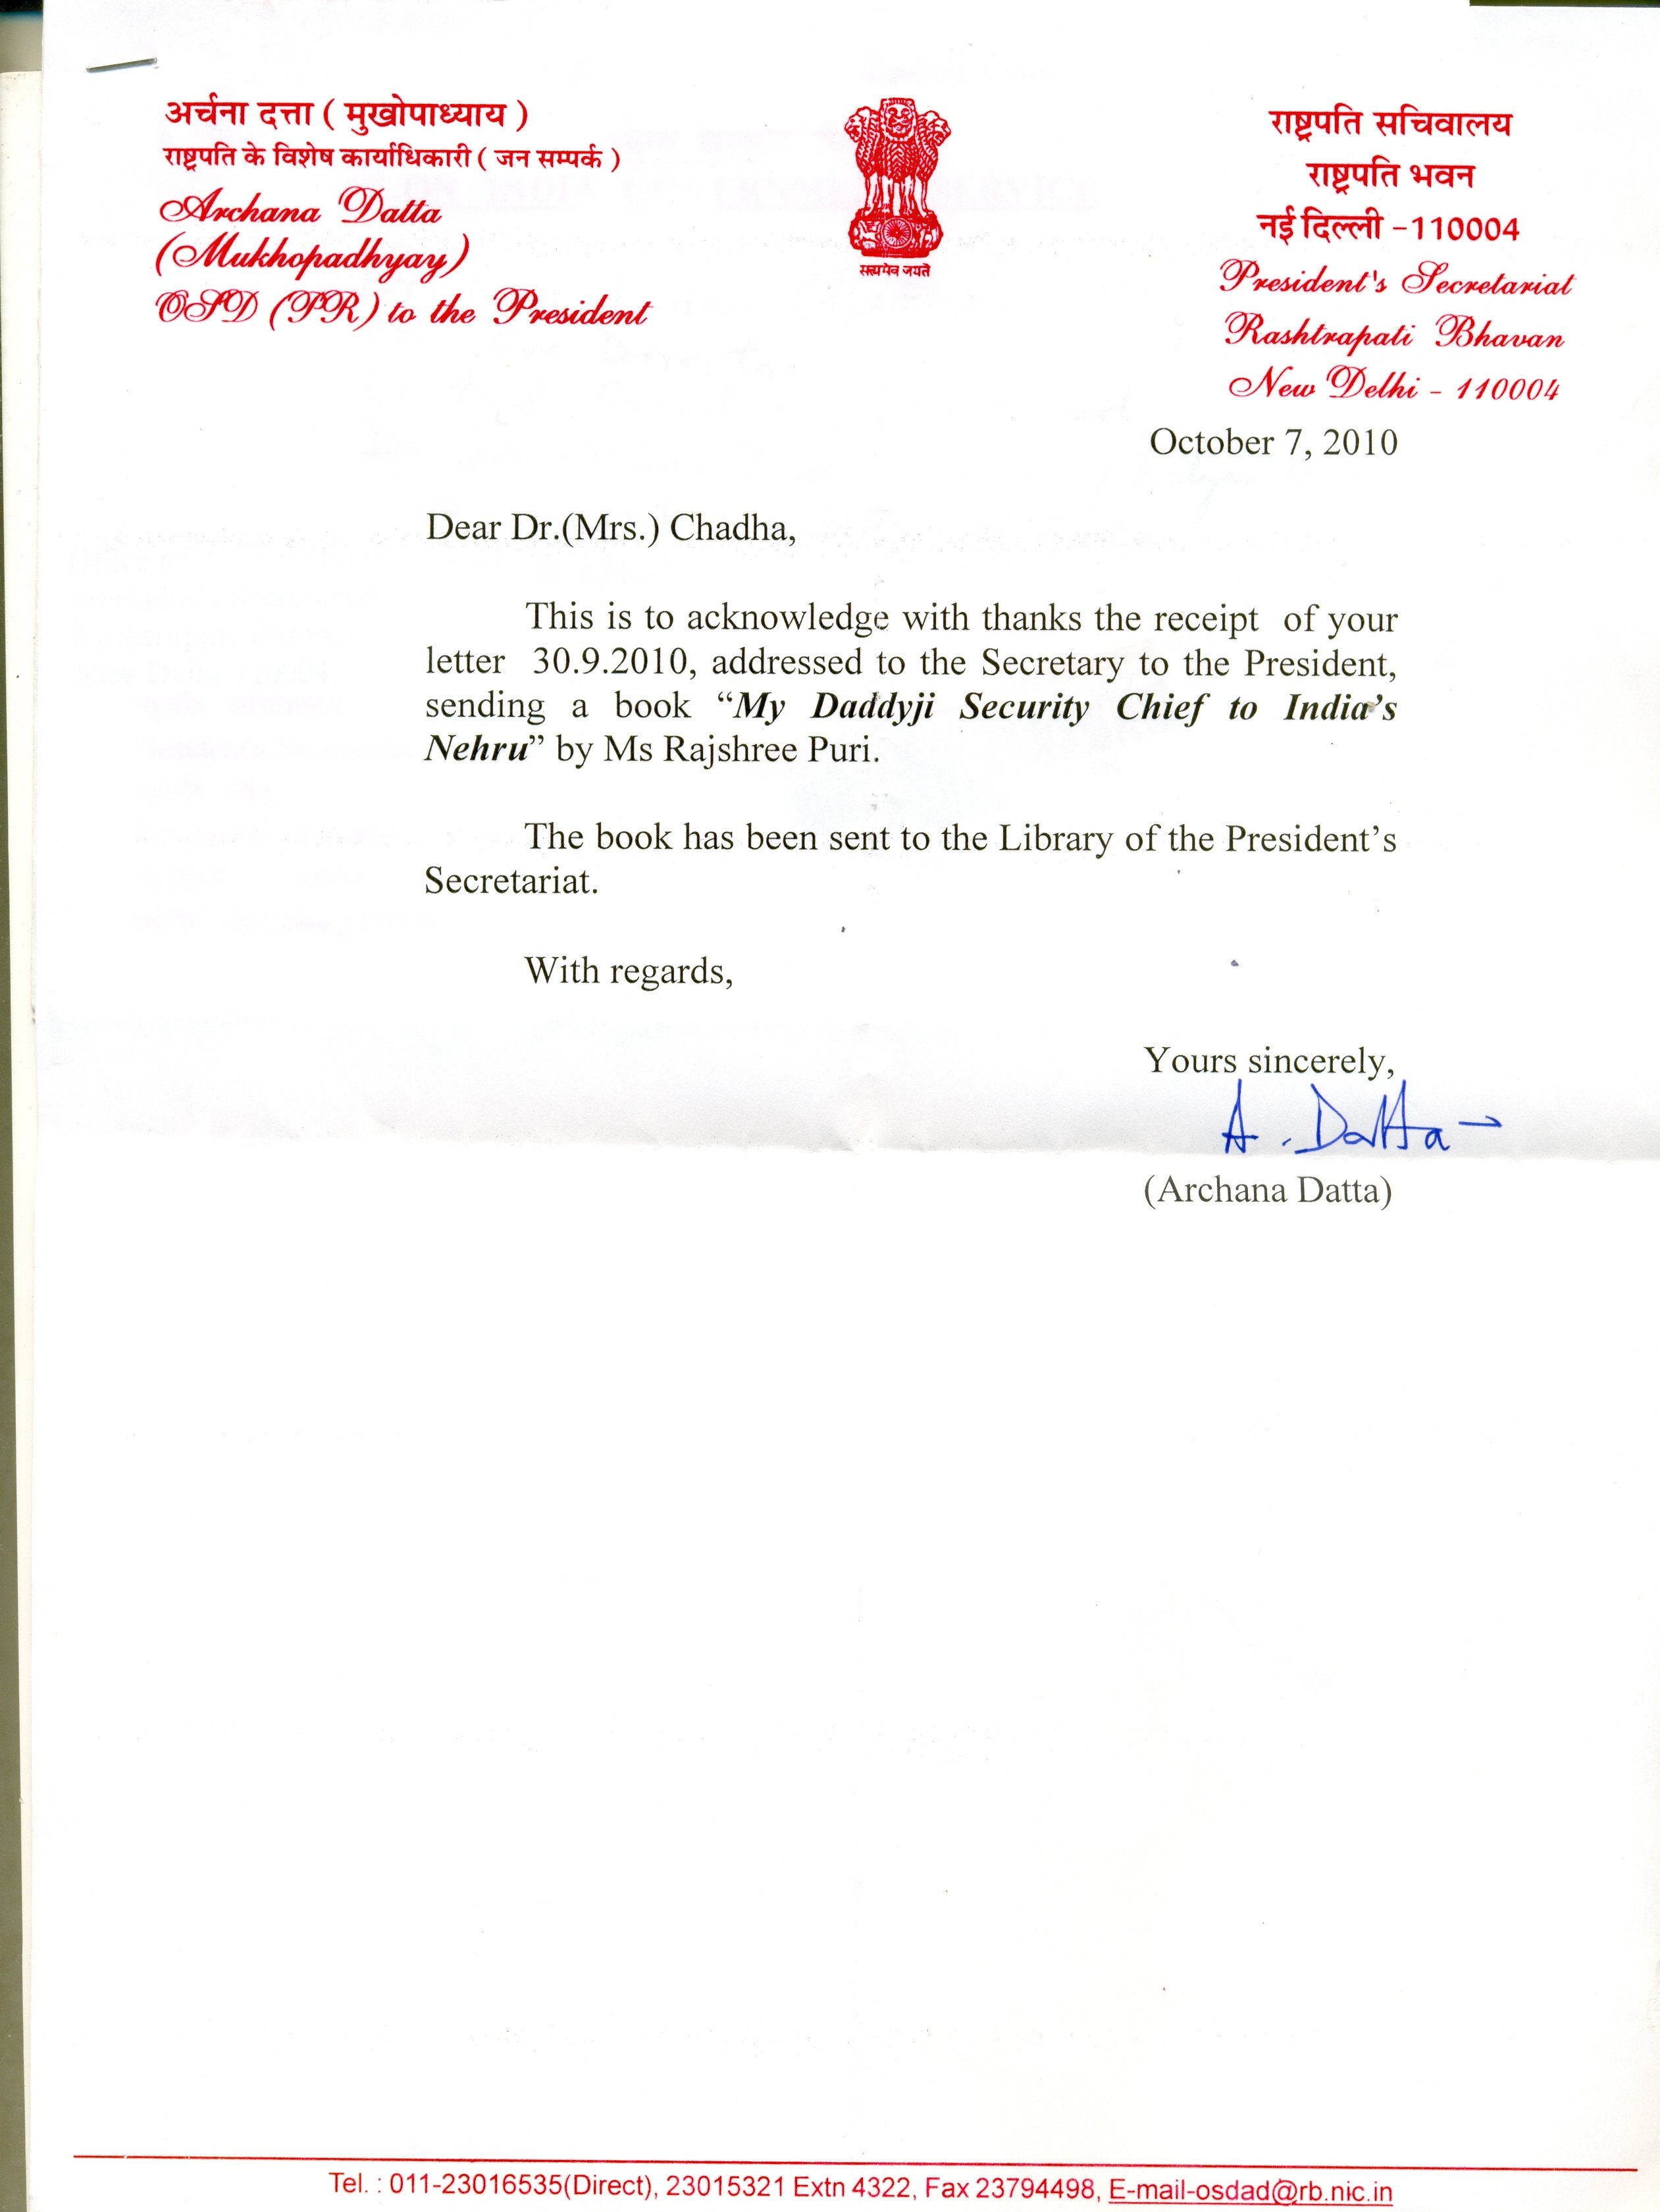 अर्चना दत्ता ( मुखोपाध्याय )
राष्ट्रपति के विशेष कार्याधिकारी ( जन सम्पर्क )
Archana Datta
(Mukhopadhyay)
OSD (PR) to the President
सत्यमेव जयते
राष्ट्रपति सचिवालय
राष्ट्रपति भवन
नई दिल्ली -110004
President's Secretariat
Rashtrapati Bhavan
New Delhi - 110004
October 7, 2010
Dear Dr.(Mrs.) Chadha,
This is to acknowledge with thanks the receipt of your
letter 30.9.2010, addressed to the Secretary to the President,
sending a book “My Daddyji Security Chief to India’s
Nehru” by Ms Rajshree Puri.
The book has been sent to the Library of the President’s
Secretariat.
With regards,
Yours sincerely,
A. Datta
(Archana Datta)
Tel. : 011-23016535(Direct), 23015321 Extn 4322, Fax 23794498, E-mail-osdad@rb.nic.in